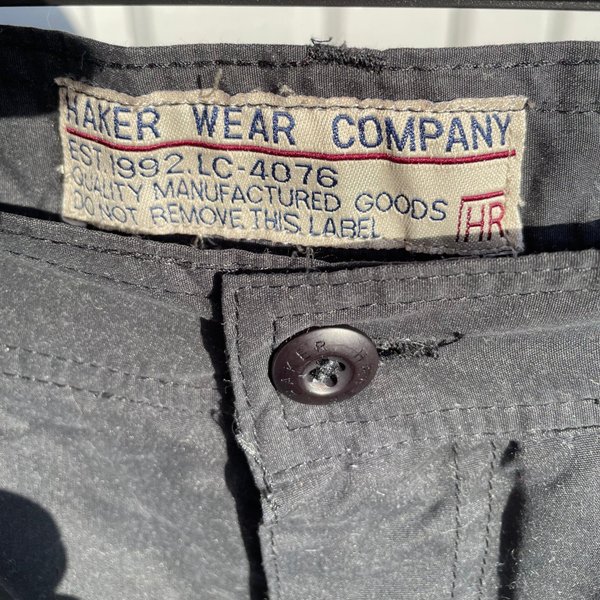 HAKER WEAR COMPANY
EST.1992.LC-4076
QUALITY MANUFACTURED GOODS
DO NOT REMOVE THIS LABEL
HR